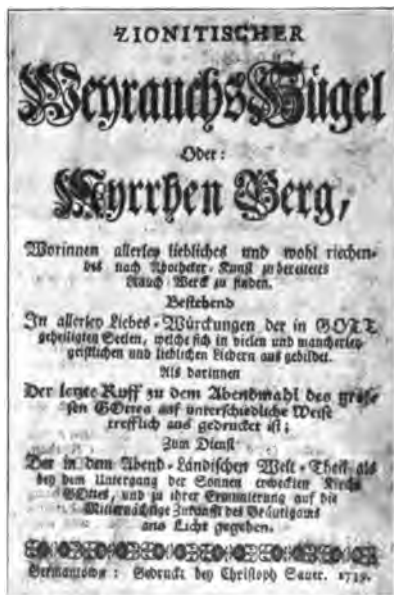 ZIONITISCHER
Weyrauchs Hügel
Oder:
Myrrhen Berg,
Worinnen allerley liebliches und wohl riechen-
des nach Apotheker-Kunst zu bereitetes
Rauch-Werck zu finden.
Bestehend
In allerley Liebes-Würckungen der in GOTT
geheiligten Seelen, welche sich in vielen und mancherley
geistlichen und lieblichen Liedern aus gebildet.
Als darinnen
Der letzte Ruff zu dem Abendmahl des gros-
sen GOttes auf unterschiedliche Weise
trefflich aus gedrucket ist;
Zum Dienst
Der in dem Abend-Ländischen Welt-Theil als
bey dem Untergang der Sonnen erweckten Kirche
GOttes, und zu ihrer Ermunterung auf die
Mitternächtige Zukunfft des Bräutigams
ans Licht gegeben.
Germantown: Gedruckt bey Christoph Sauer. 1739.